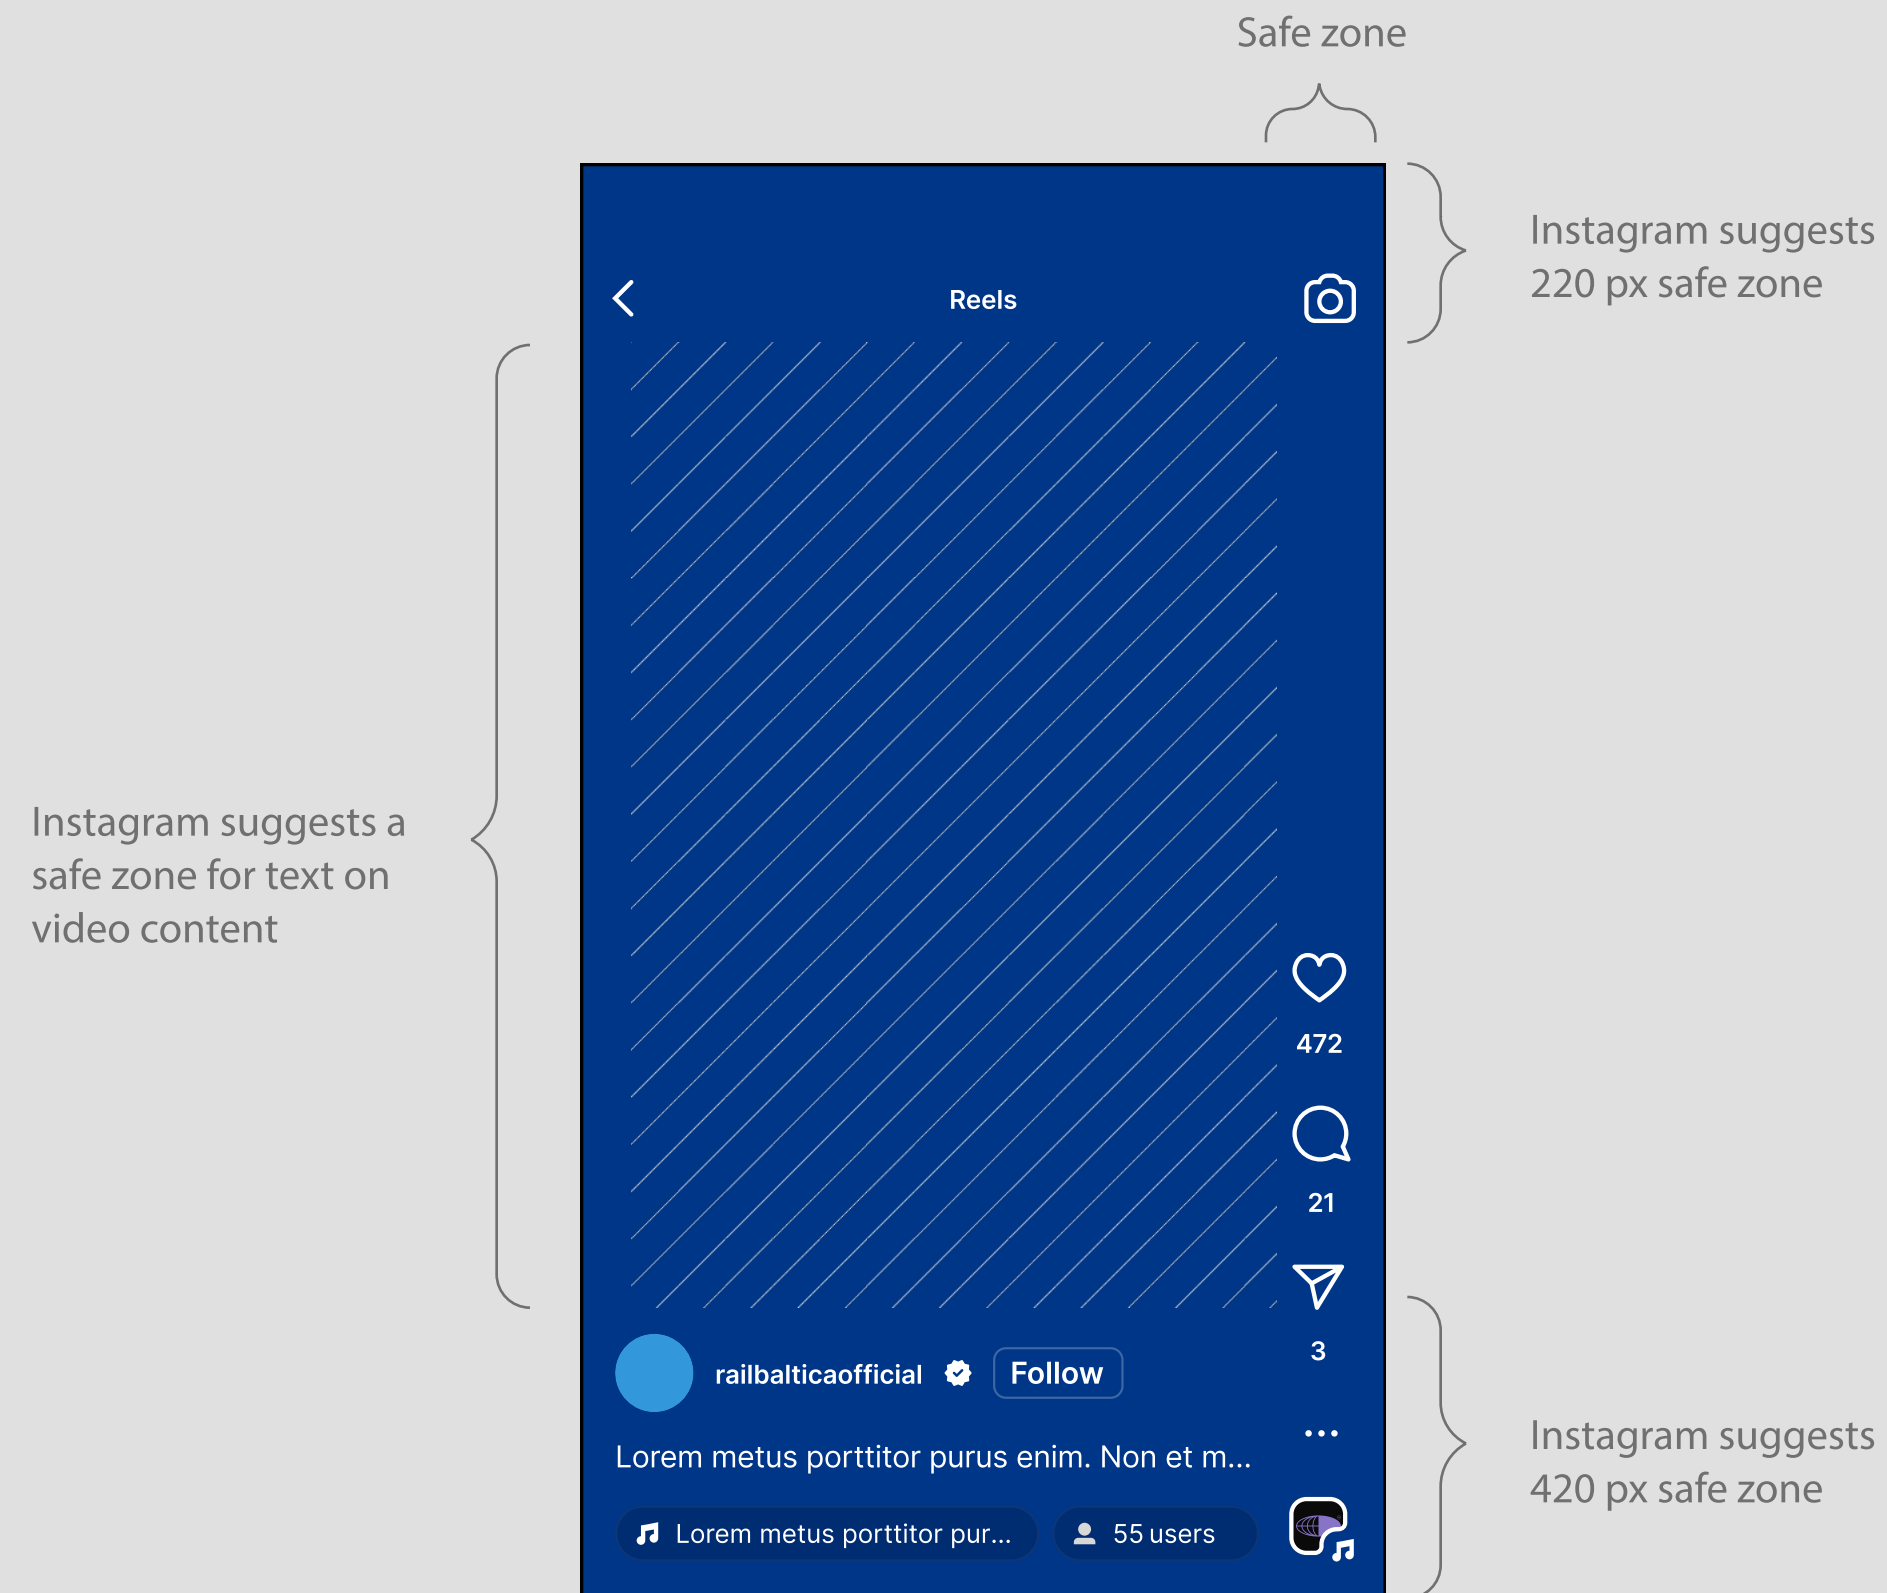 Safe zone
Instagram suggests
220 px safe zone
Reels
Instagram suggests a
safe zone for text on
video content
472
21
3
railbalticaofficial
Follow
Lorem metus porttitor purus enim. Non et m...
Lorem metus porttitor pur...
55 users
Instagram suggests
420 px safe zone